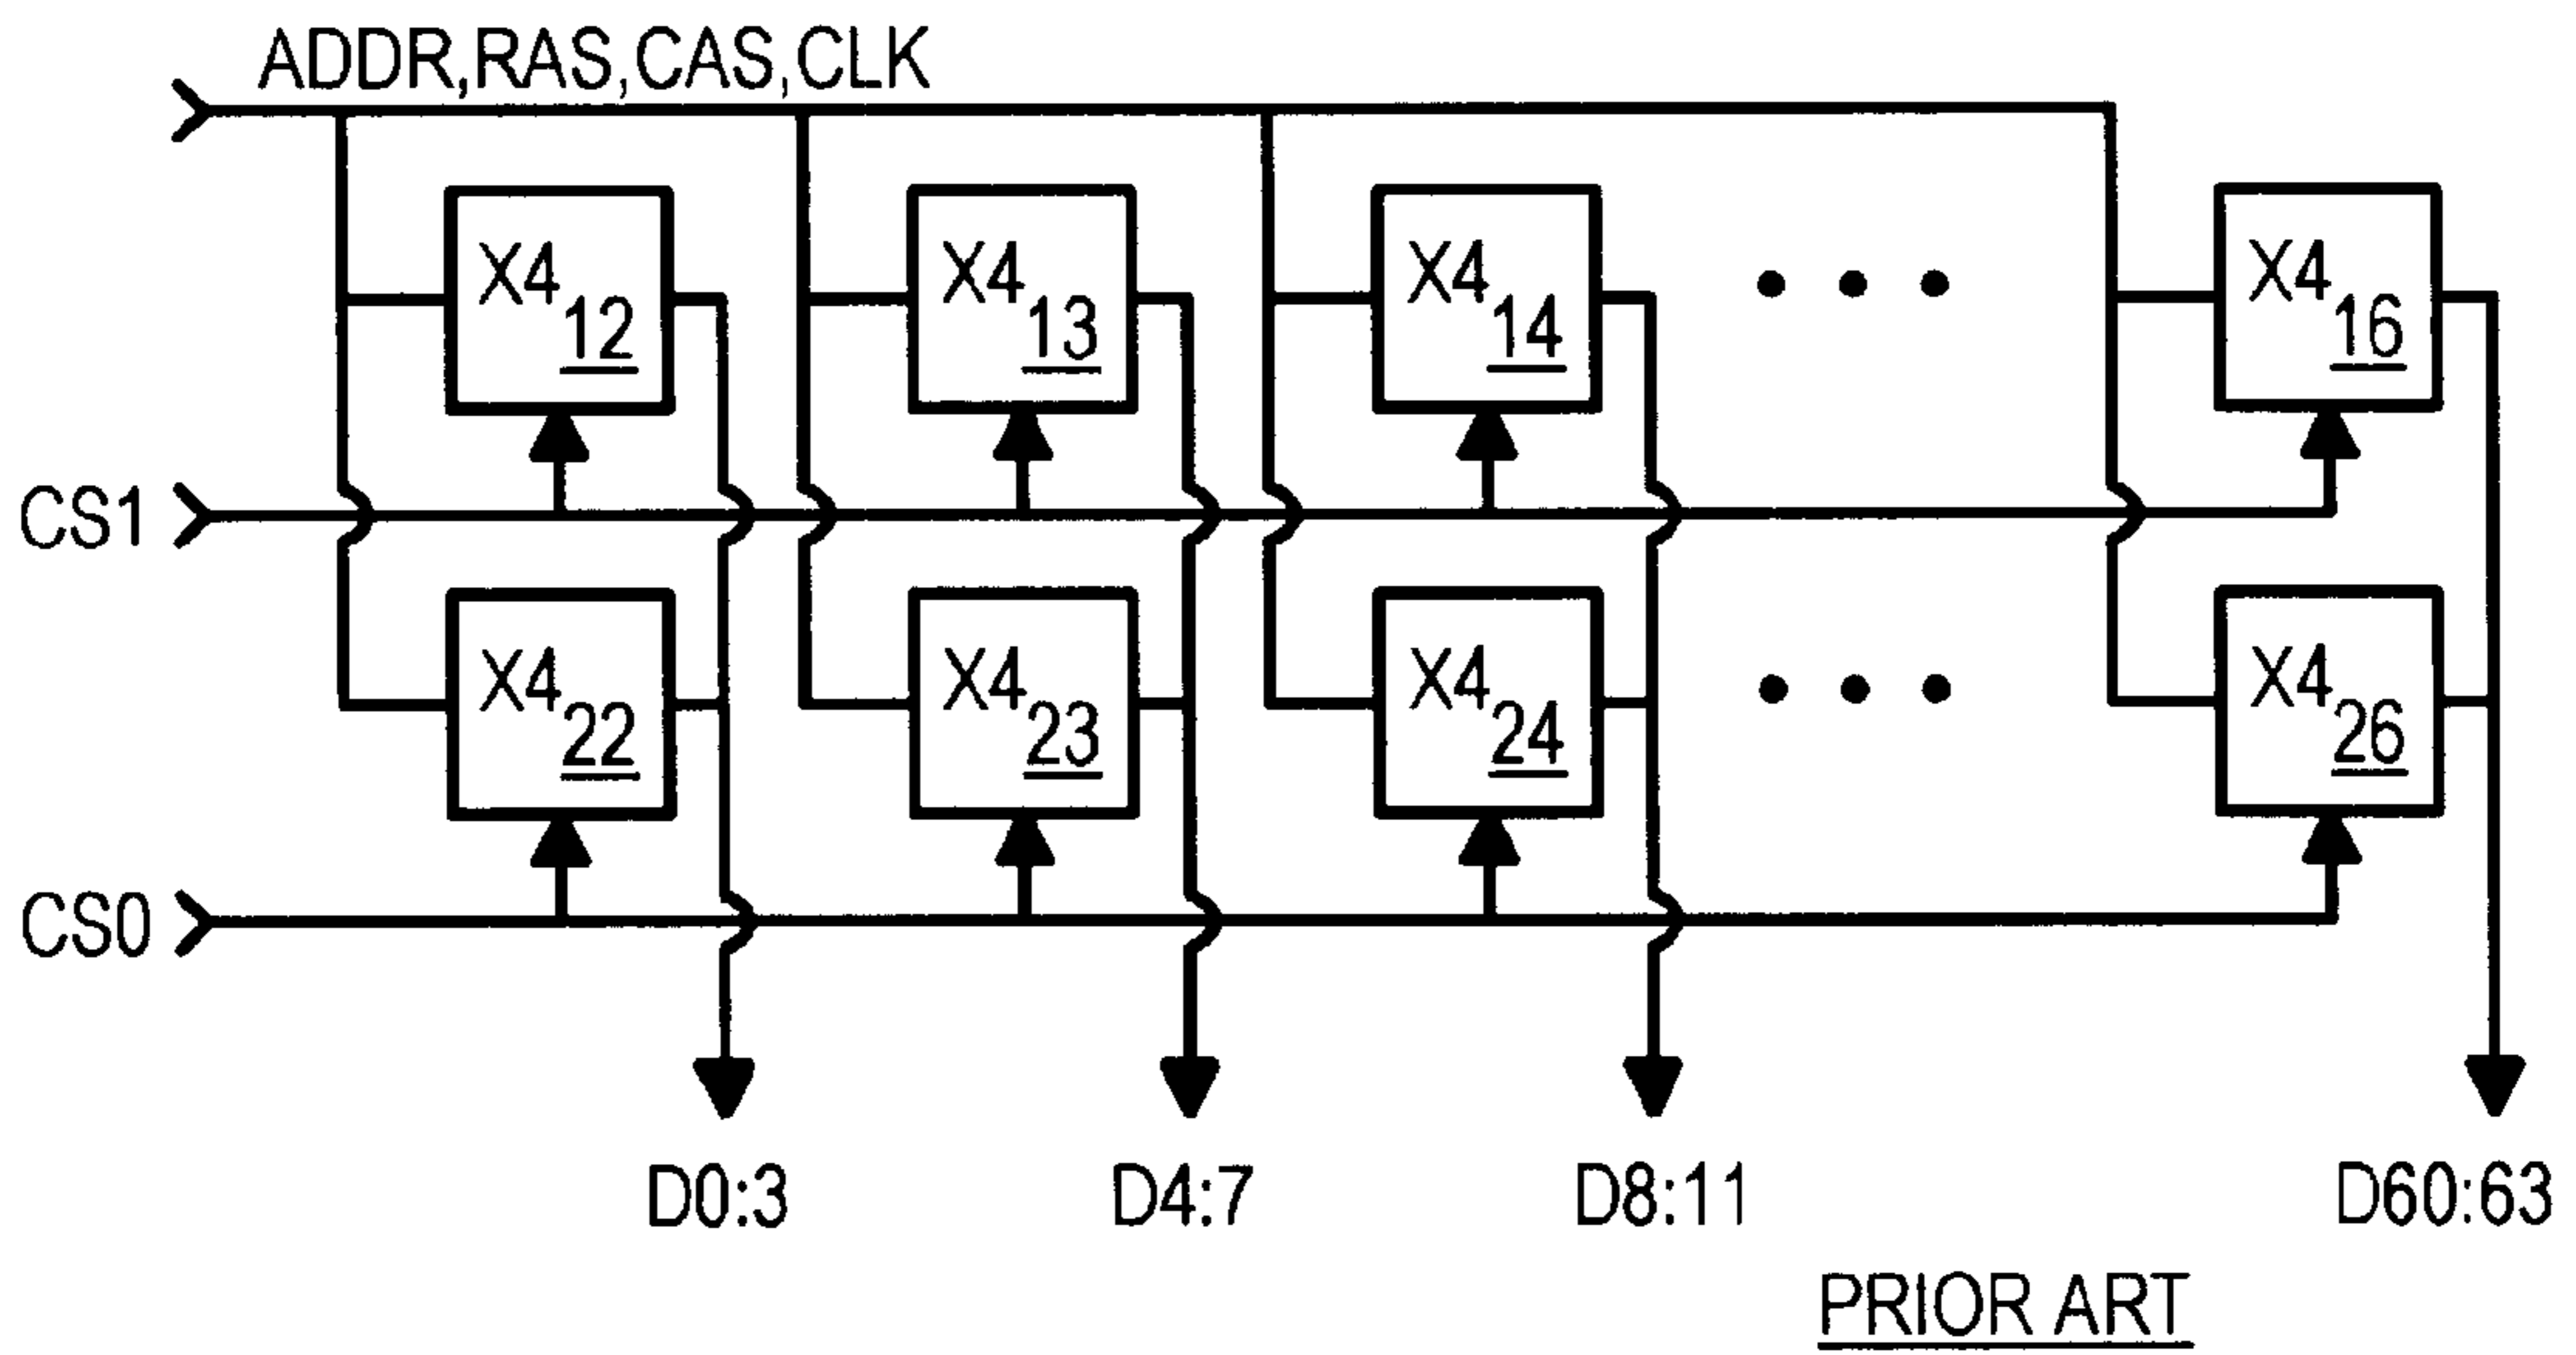 ADDR,RAS,CAS,CLK
X4 12
X4 13
X4 14
X4 16
CS1
X4 22
X4 23
X4 24
X4 26
CS0
D0:3
D4:7
D8:11
D60:63
PRIOR ART